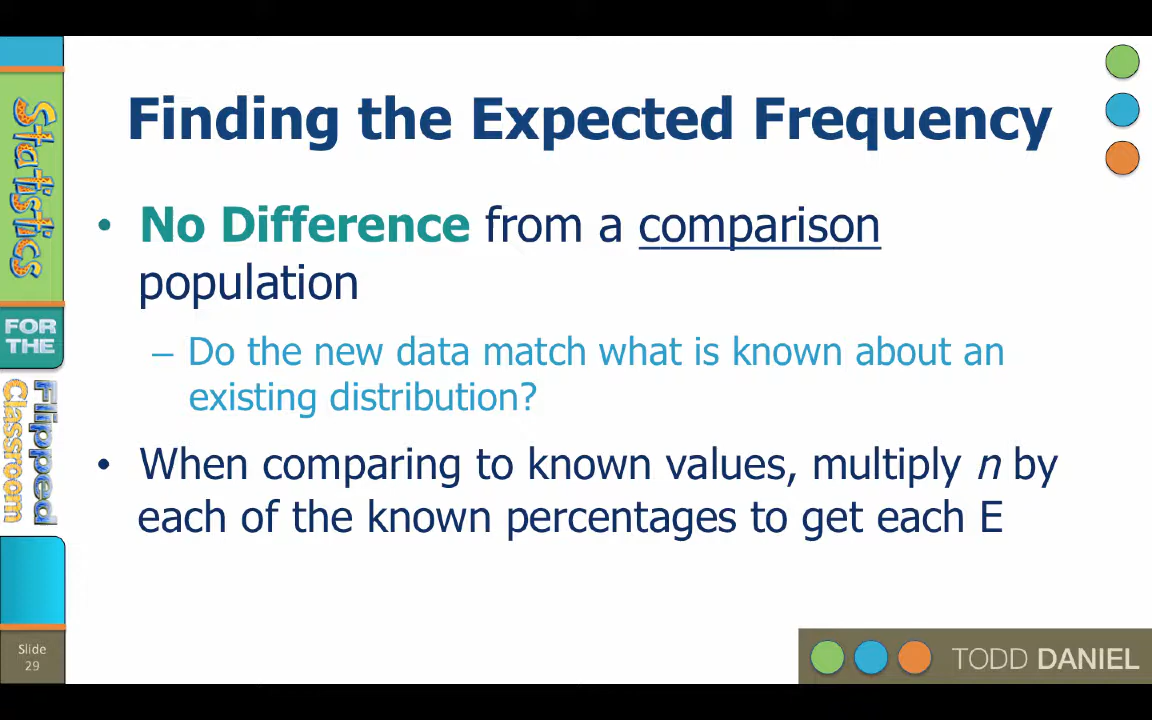 Finding the Expected Frequency
• No Difference from a comparison
population
– Do the new data match what is known about an
existing distribution?
• When comparing to known values, multiply n by
each of the known percentages to get each E
Statistics
FOR THE
Flipped
Classroom
Slide
29
TODD DANIEL